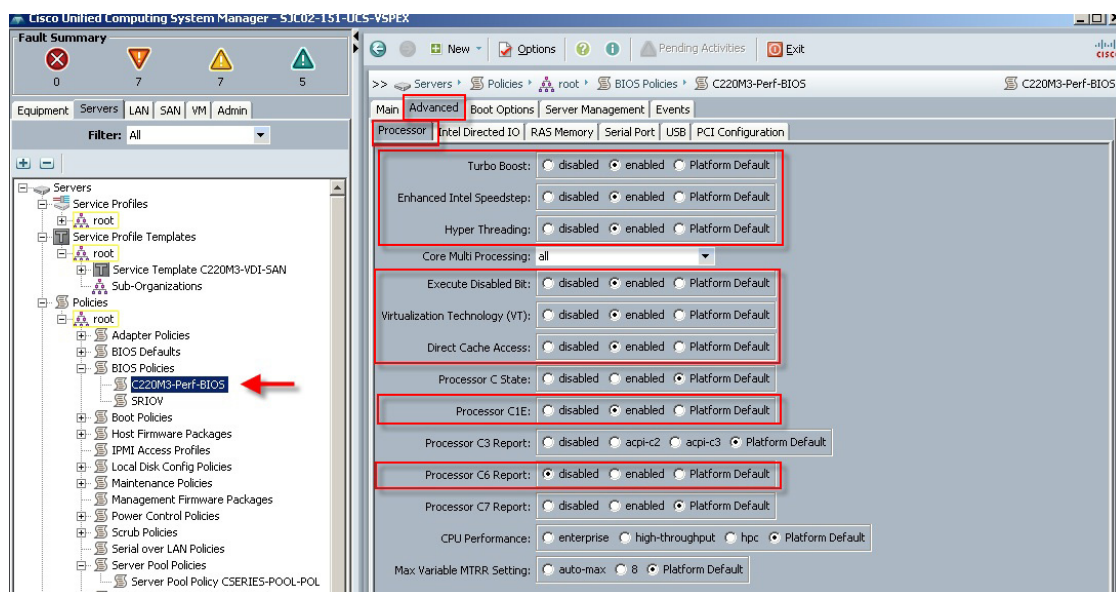 Cisco Unified Computing System Manager - SJC02-151-UCS-VSPEX
Fault Summary
0 7 7 5
New Options Pending Activities Exit
cisco
>> Servers Policies root BIOS Policies C220M3-Perf-BIOS
C220M3-Perf-BIOS
Equipment Servers LAN SAN VM Admin
Filter: All
Servers
Service Profiles
root
Service Profile Templates
root
Service Template C220M3-VDI-SAN
Sub-Organizations
Policies
root
Adapter Policies
BIOS Defaults
BIOS Policies
C220M3-Perf-BIOS
SRIOV
Boot Policies
Host Firmware Packages
IPMI Access Profiles
Local Disk Config Policies
Maintenance Policies
Management Firmware Packages
Power Control Policies
Scrub Policies
Serial over LAN Policies
Server Pool Policies
Server Pool Policy CSERIES-POOL-POL
Main Advanced Boot Options Server Management Events
Processor Intel Directed IO RAS Memory Serial Port USB PCI Configuration
Turbo Boost: disabled enabled Platform Default
Enhanced Intel Speedstep: disabled enabled Platform Default
Hyper Threading: disabled enabled Platform Default
Core Multi Processing: all
Execute Disabled Bit: disabled enabled Platform Default
Virtualization Technology (VT): disabled enabled Platform Default
Direct Cache Access: disabled enabled Platform Default
Processor C State: disabled enabled Platform Default
Processor C1E: disabled enabled Platform Default
Processor C3 Report: disabled acpi-c2 acpi-c3 Platform Default
Processor C6 Report: disabled enabled Platform Default
Processor C7 Report: disabled enabled Platform Default
CPU Performance: enterprise high-throughput hpc Platform Default
Max Variable MTRR Setting: auto-max 8 Platform Default